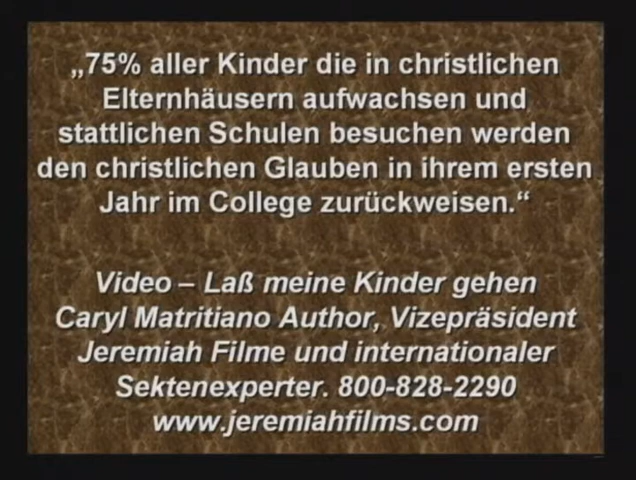 „75% aller Kinder die in christlichen
Elternhäusern aufwachsen und
stattlichen Schulen besuchen werden
den christlichen Glauben in ihrem ersten
Jahr im College zurückweisen.“
Video – Laß meine Kinder gehen
Caryl Matritiano Author, Vizepräsident
Jeremiah Filme und internationaler
Sektenexperter. 800-828-2290
www.jeremiahfilms.com